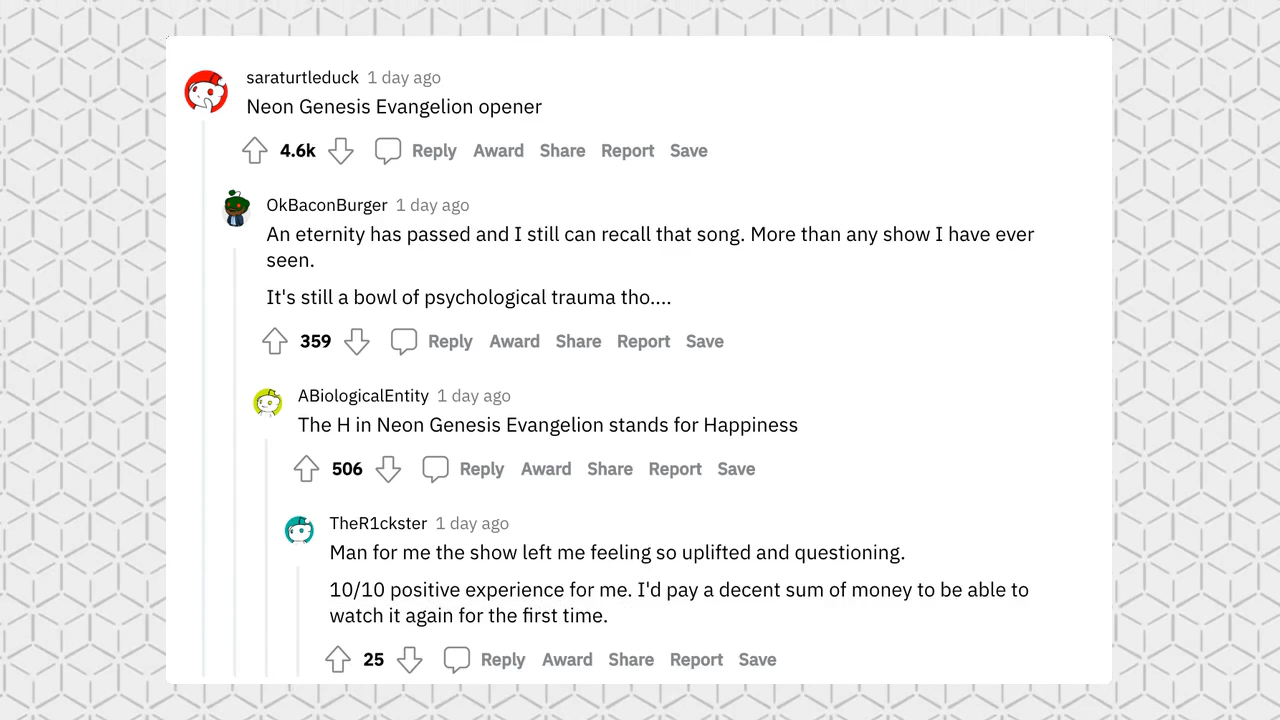 saraturtleduck 1 day ago
Neon Genesis Evangelion opener
4.6k Reply Award Share Report Save
OkBaconBurger 1 day ago
An eternity has passed and I still can recall that song. More than any show I have ever
seen.
It's still a bowl of psychological trauma tho....
359 Reply Award Share Report Save
ABiologicalEntity 1 day ago
The H in Neon Genesis Evangelion stands for Happiness
506 Reply Award Share Report Save
TheR1ckster 1 day ago
Man for me the show left me feeling so uplifted and questioning.
10/10 positive experience for me. I'd pay a decent sum of money to be able to
watch it again for the first time.
25 Reply Award Share Report Save